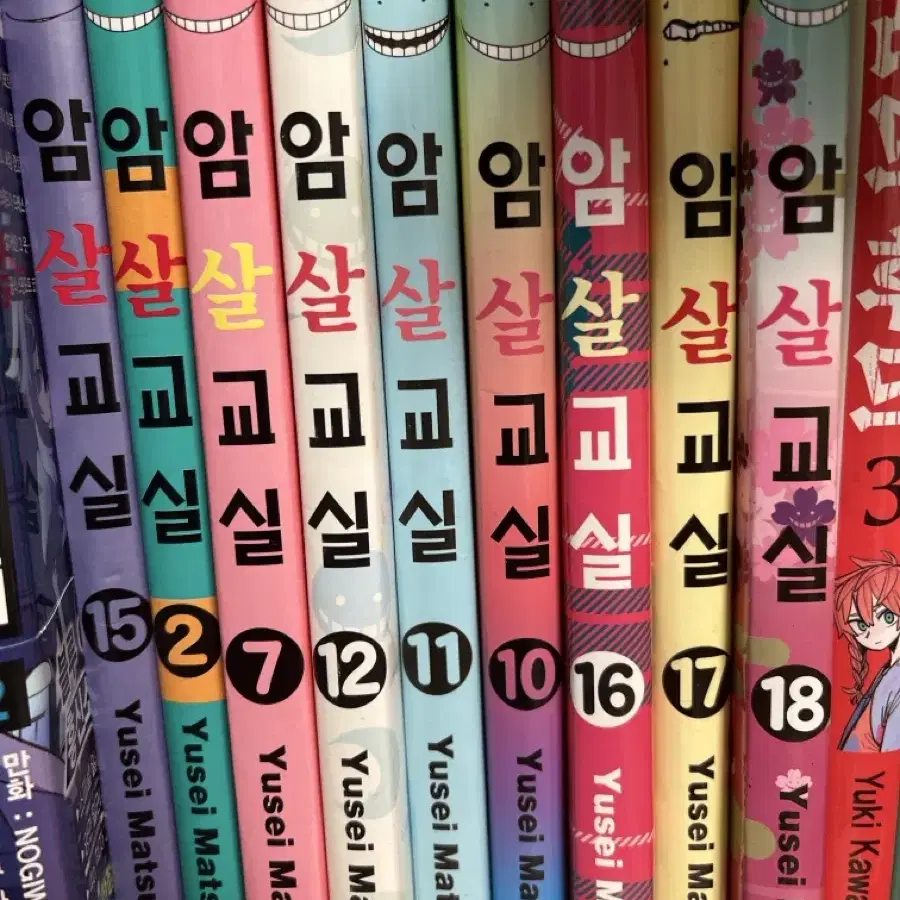 만화 : NOGIW
암살교실 15 Yusei Matsu
암살교실 2 Yusei Mats
암살교실 7 Yusei Ma
암살교실 12 Yusei Ma
암살교실 11 Yusei Mat
암살교실 10 Yusei Ma
암살교실 16 Yusei M
암살교실 17 Yusei Ma
암살교실 18 Yusei
3 Yuki Kawa